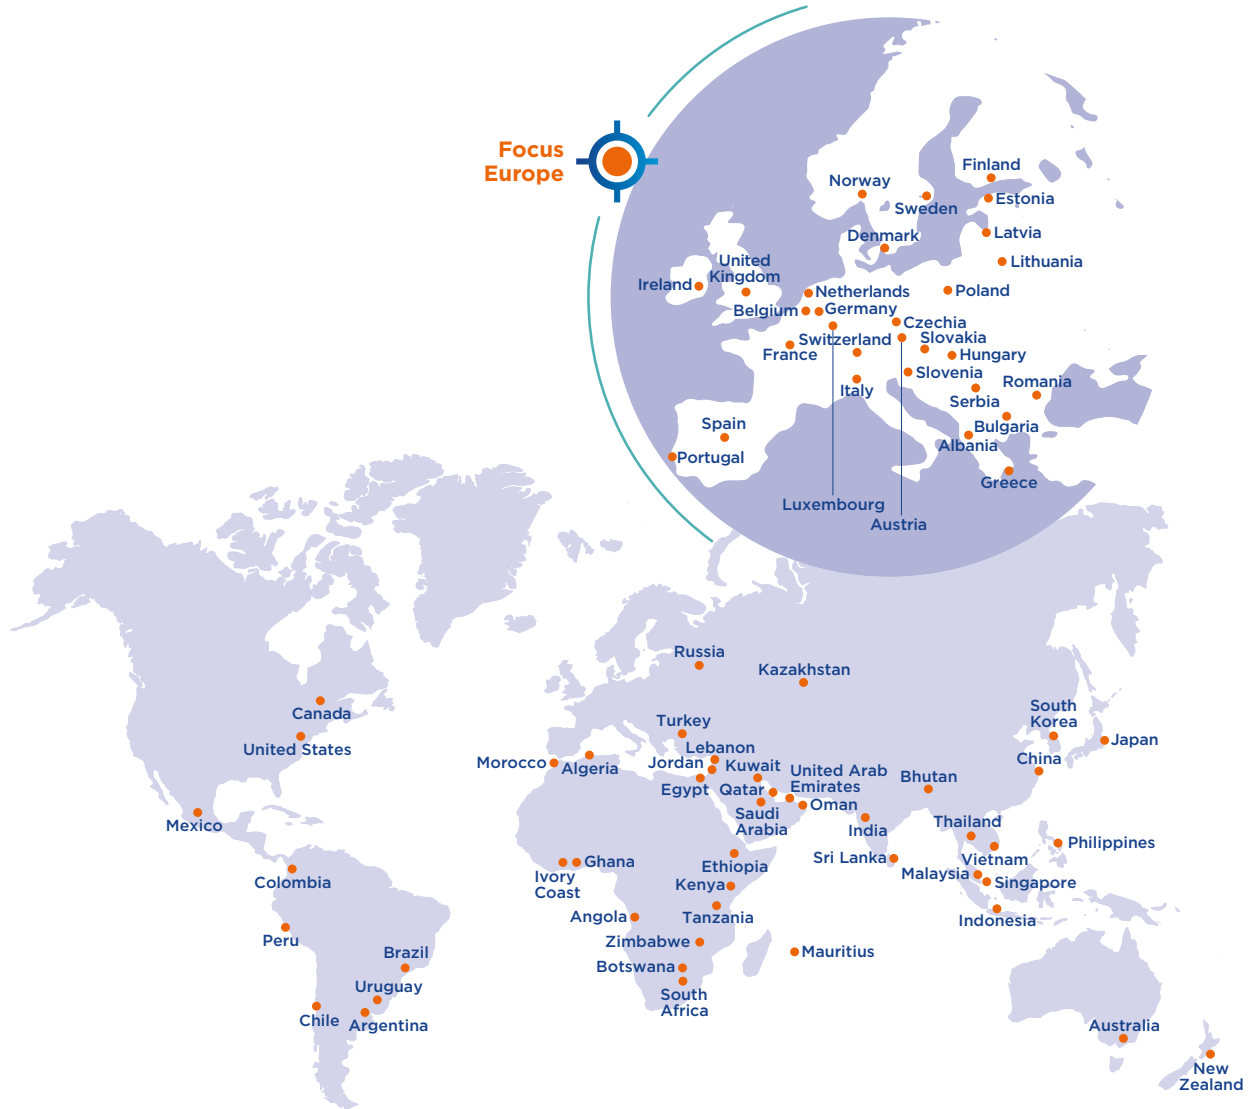 Focus
Europe
Finland
Norway
Estonia
Sweden
Latvia
Denmark
United
Kingdom
Lithuania
Ireland
Netherlands
Poland
Belgium
Germany
Czechia
Switzerland
Slovakia
France
Hungary
Slovenia
Romania
Italy
Serbia
Spain
Bulgaria
Albania
Portugal
Greece
Luxembourg
Austria
Russia
Kazakhstan
Canada
South
Korea
Turkey
United States
Lebanon
Japan
Morocco
Algeria
Jordan
Kuwait
China
United Arab
Emirates
Bhutan
Egypt
Qatar
Oman
Saudi
Arabia
Mexico
India
Thailand
Philippines
Ghana
Ivory
Coast
Ethiopia
Sri Lanka
Vietnam
Malaysia
Colombia
Kenya
Singapore
Angola
Tanzania
Indonesia
Peru
Zimbabwe
Brazil
Mauritius
Botswana
Uruguay
South
Africa
Chile
Argentina
Australia
New
Zealand